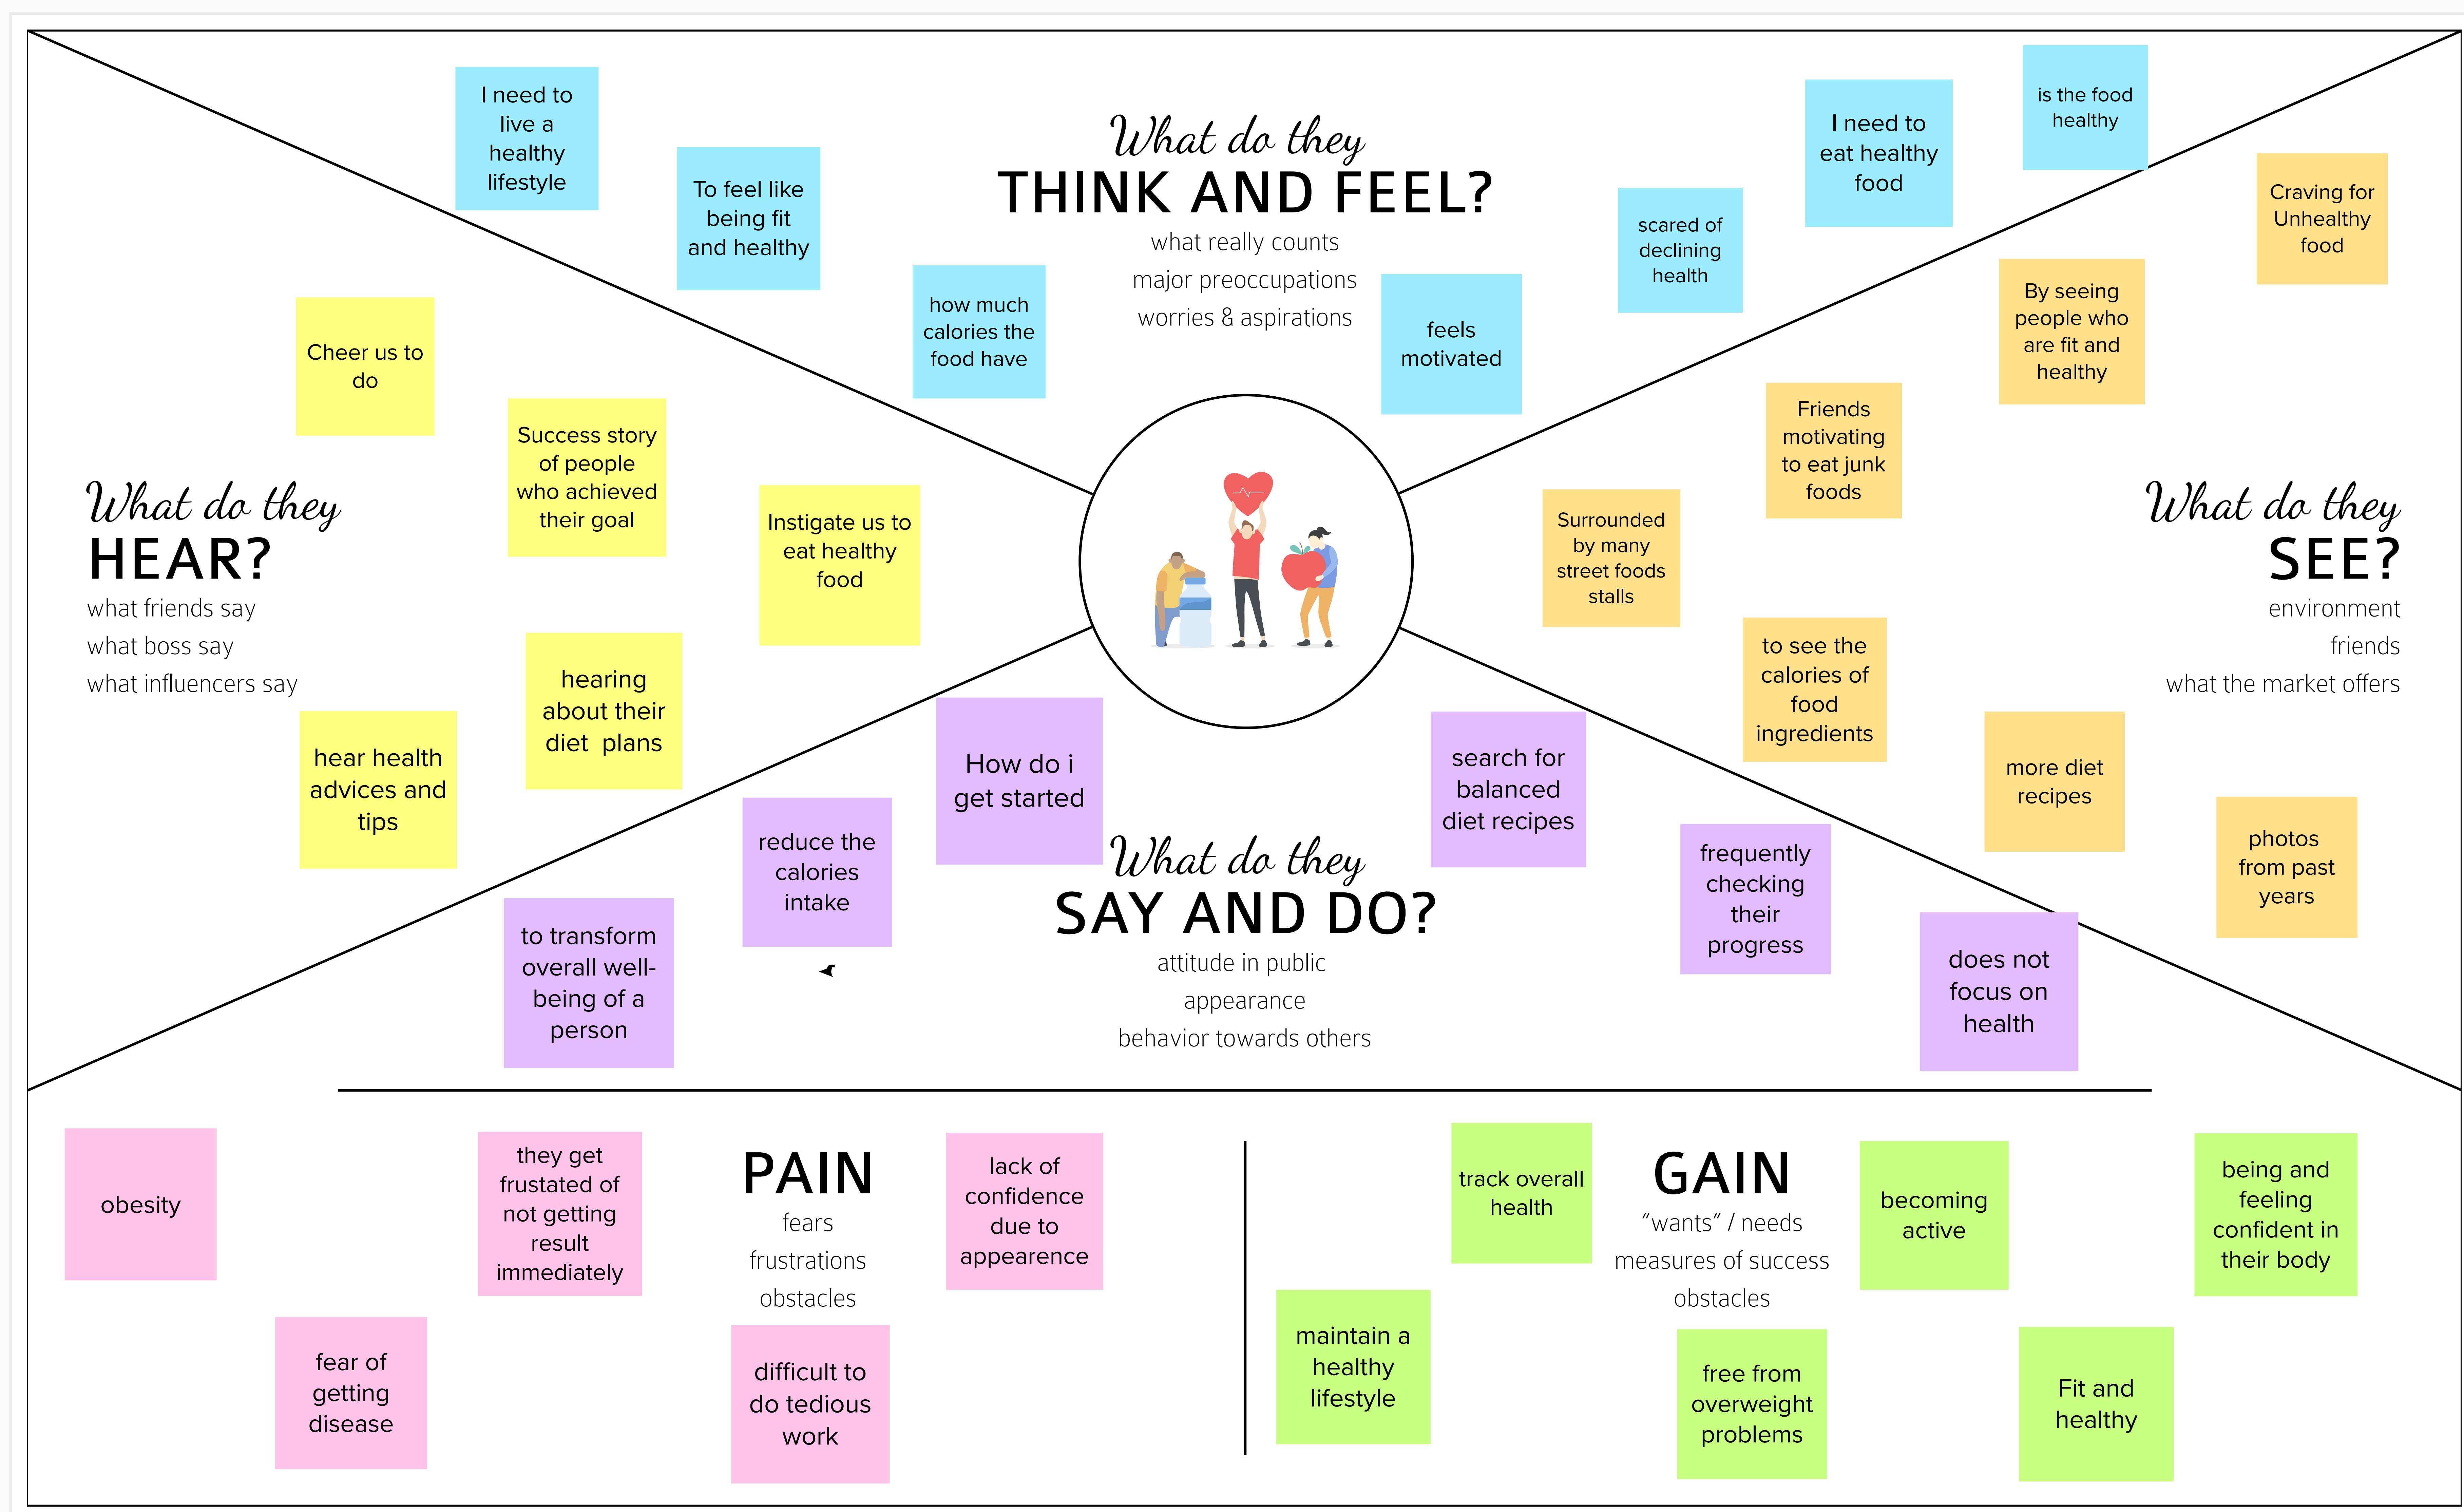 I need to
live a
healthy
lifestyle
To feel like
being fit
and healthy
how much
calories the
food have
What do they
THINK AND FEEL?
what really counts
major preoccupations
worries & aspirations
feels
motivated
scared of
declining
health
I need to
eat healthy
food
is the food
healthy
Cheer us to
do
Success story
of people
who achieved
their goal
Instigate us to
eat healthy
food
What do they
HEAR?
what friends say
what boss say
what influencers say
hearing
about their
diet  plans
hear health
advices and
tips
Craving for
Unhealthy
food
By seeing
people who
are fit and
healthy
Friends
motivating
to eat junk
foods
Surrounded
by many
street foods
stalls
What do they
SEE?
environment
friends
what the market offers
to see the
calories of
food
ingredients
more diet
recipes
photos
from past
years
How do i
get started
reduce the
calories
intake
to transform
overall well-
being of a
person
What do they
SAY AND DO?
attitude in public
appearance
behavior towards others
search for
balanced
diet recipes
frequently
checking
their
progress
does not
focus on
health
obesity
they get
frustated of
not getting
result
immediately
PAIN
fears
frustrations
obstacles
lack of
confidence
due to
appearence
fear of
getting
disease
difficult to
do tedious
work
track overall
health
GAIN
“wants” / needs
measures of success
obstacles
becoming
active
being and
feeling
confident in
their body
maintain a
healthy
lifestyle
free from
overweight
problems
Fit and
healthy